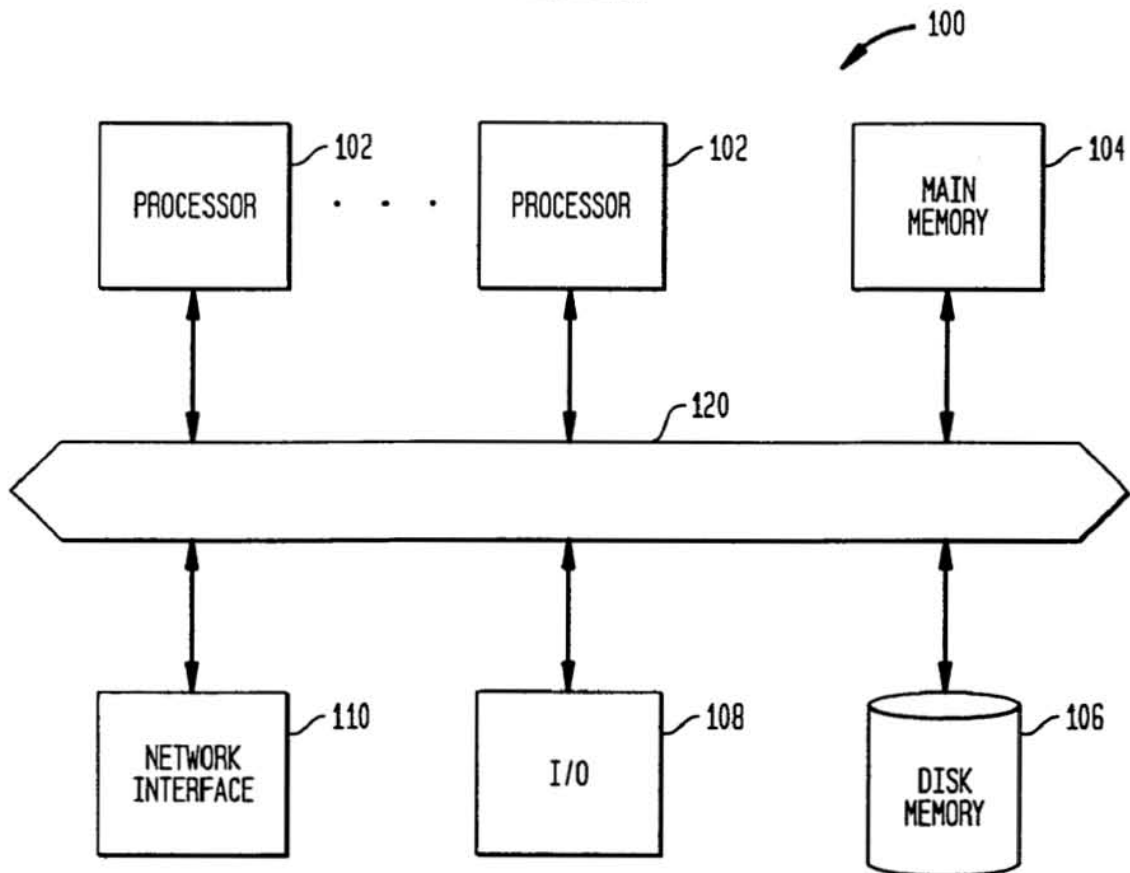 100
102
102
104
PROCESSOR
. . .
PROCESSOR
MAIN
MEMORY
120
110
108
106
NETWORK
INTERFACE
I/O
DISK
MEMORY